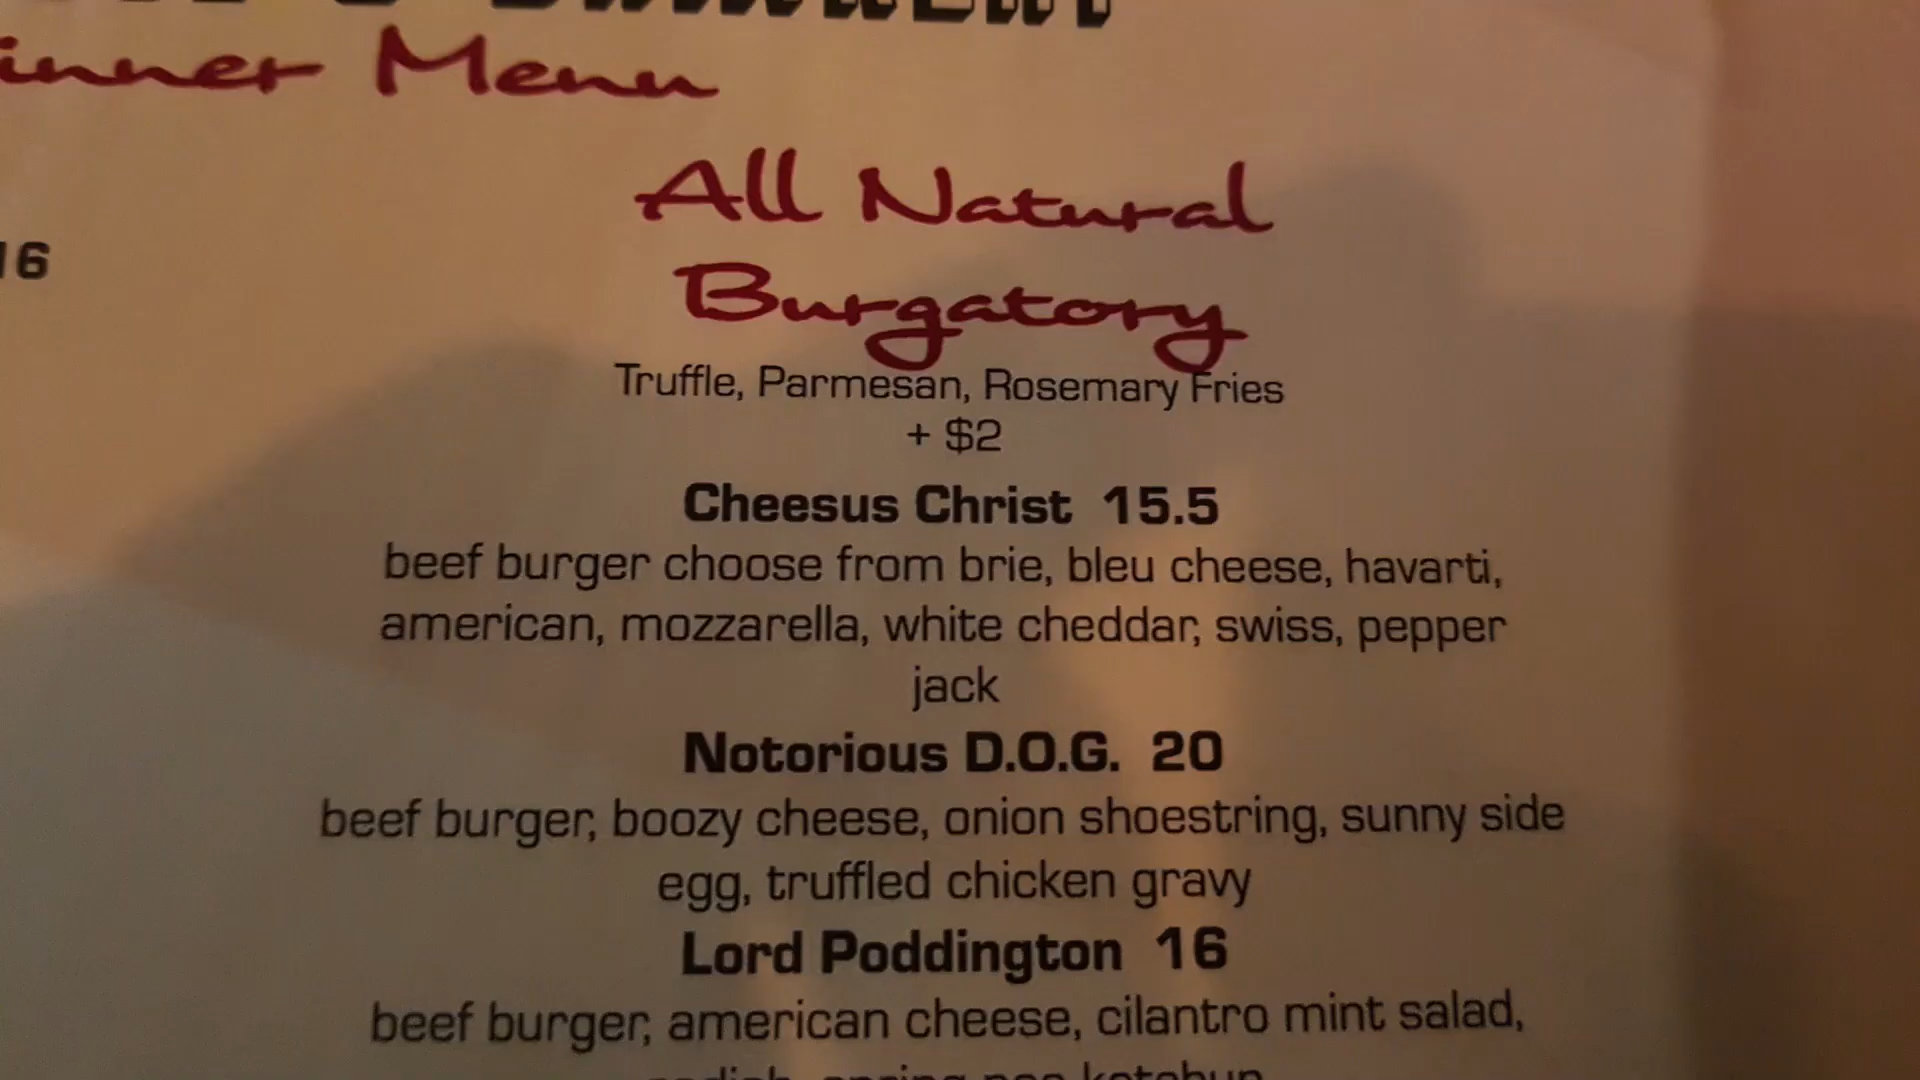 Menu
16
All Natural
Burgatory
Truffle, Parmesan, Rosemary Fries
+ $2
Cheesus Christ 15.5
beef burger choose from brie, bleu cheese, havarti,
american, mozzarella, white cheddar, swiss, pepper
jack
Notorious D.O.G. 20
beef burger, boozy cheese, onion shoestring, sunny side
egg, truffled chicken gravy
Lord Poddington 16
beef burger, american cheese, cilantro mint salad,